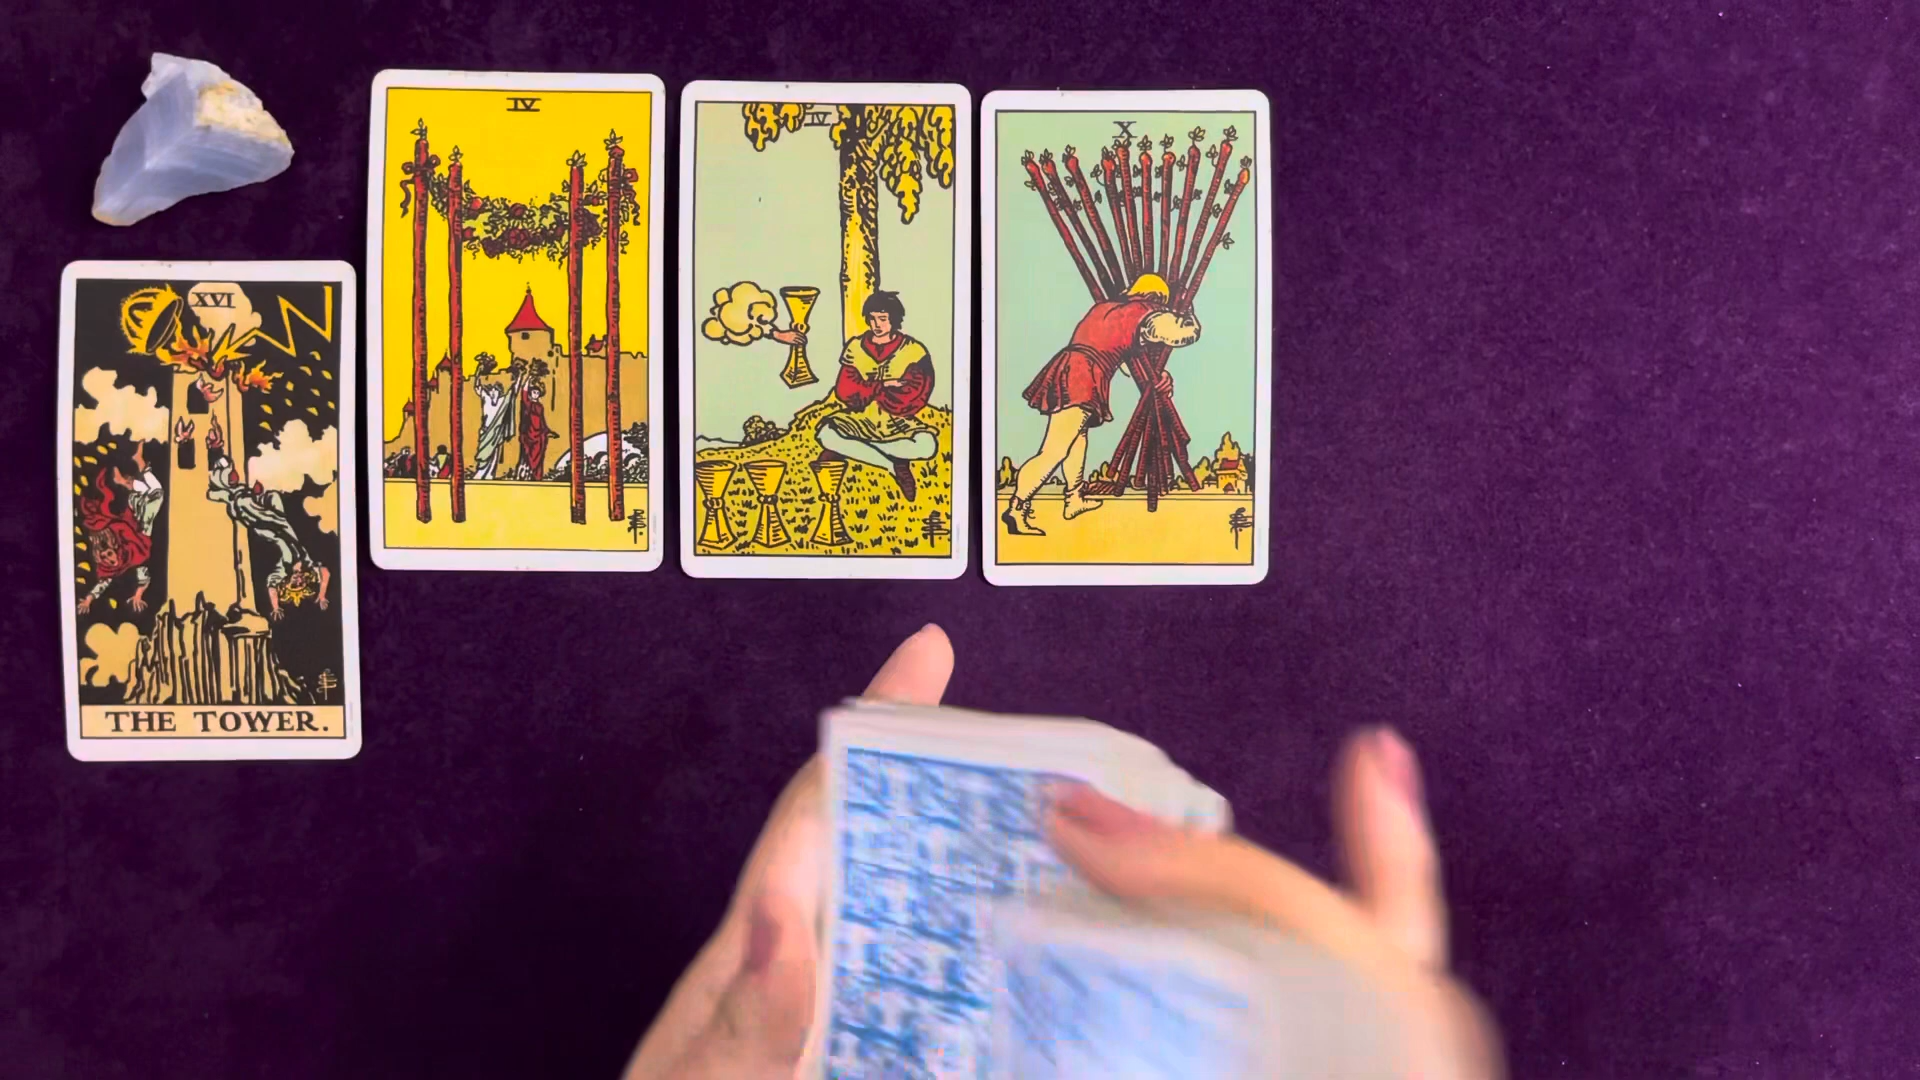 XVI
THE TOWER.
IV
IV
X